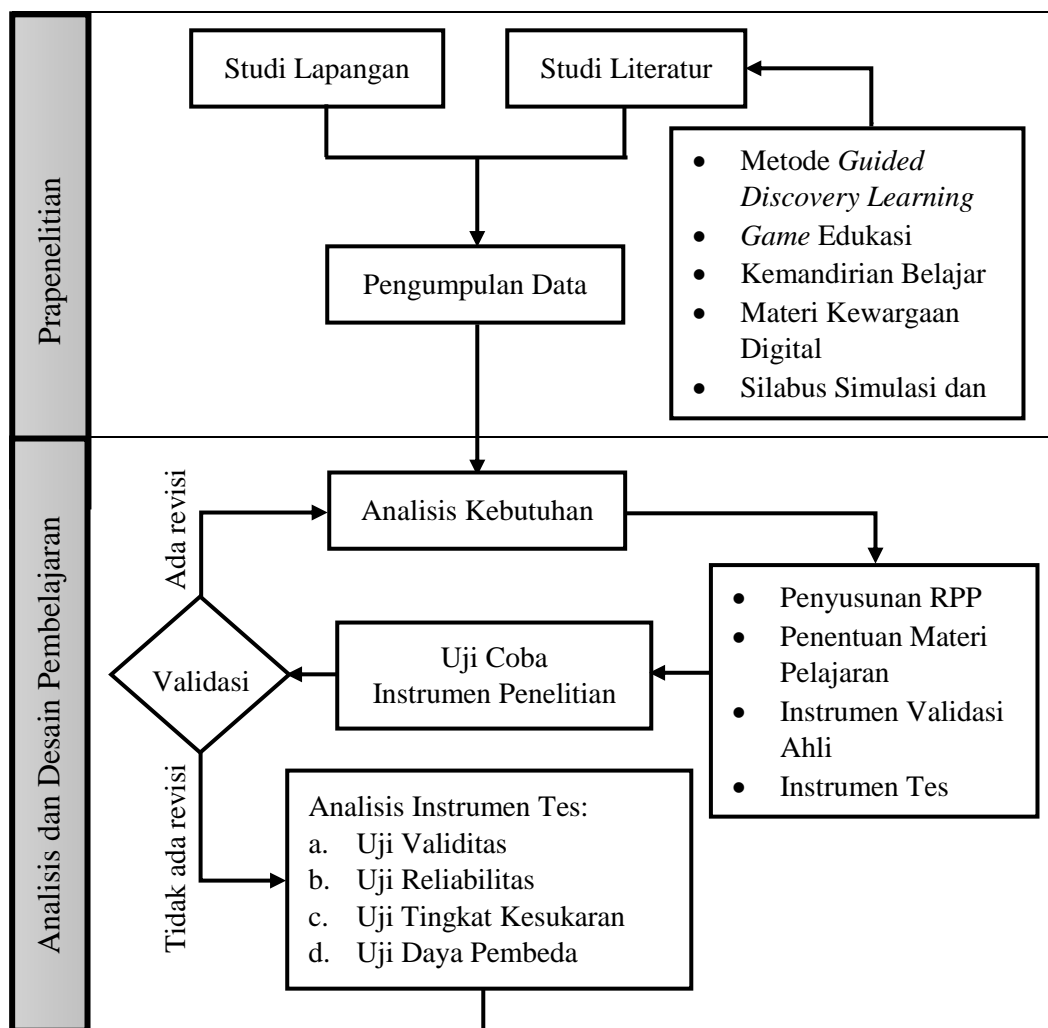 Prapenelitian
Studi Lapangan
Studi Literatur
• Metode Guided
Discovery Learning
• Game Edukasi
• Kemandirian Belajar
• Materi Kewargaan
Digital
• Silabus Simulasi dan
Pengumpulan Data
Analisis dan Desain Pembelajaran
Ada revisi
Analisis Kebutuhan
• Penyusunan RPP
• Penentuan Materi
Pelajaran
• Instrumen Validasi
Ahli
• Instrumen Tes
Uji Coba
Instrumen Penelitian
Validasi
Tidak ada revisi
Analisis Instrumen Tes:
a. Uji Validitas
b. Uji Reliabilitas
c. Uji Tingkat Kesukaran
d. Uji Daya Pembeda